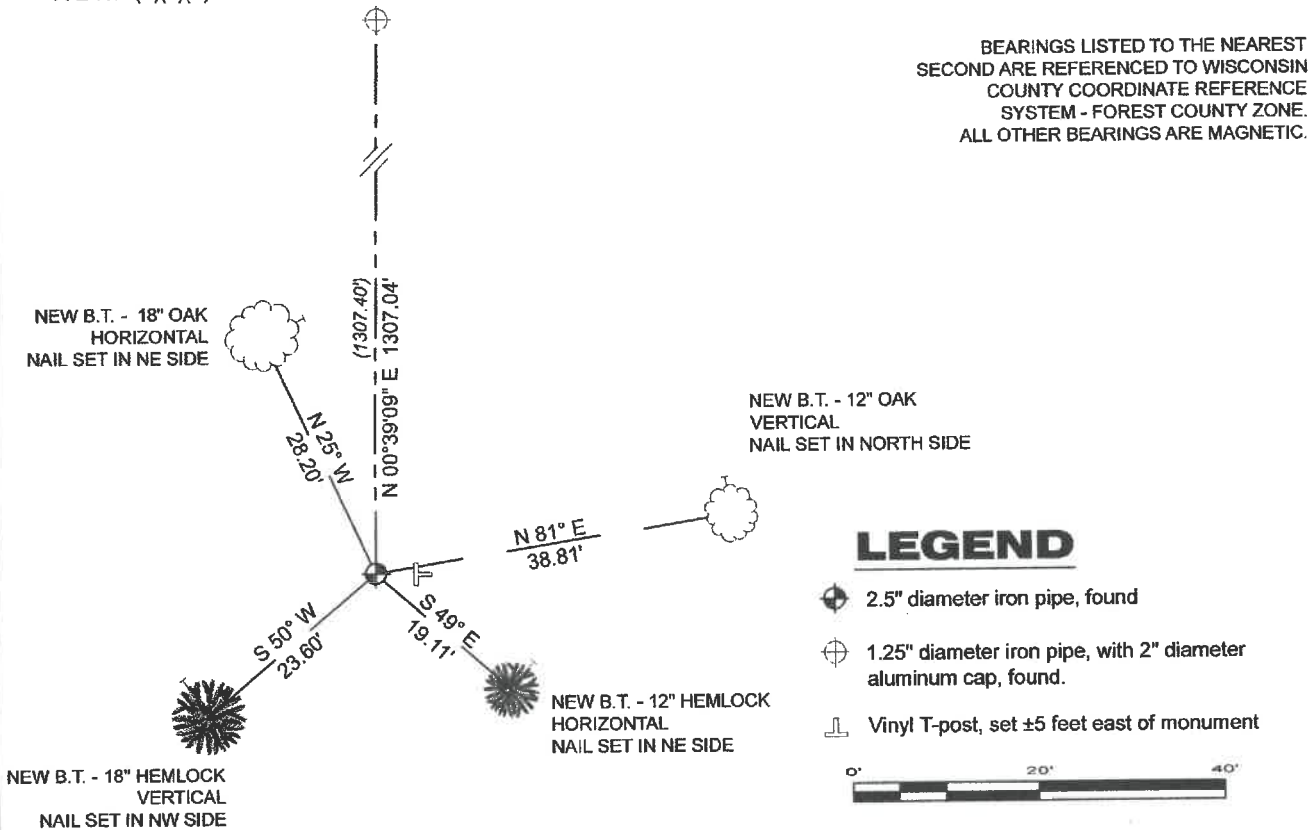 BEARINGS LISTED TO THE NEAREST
SECOND ARE REFERENCED TO WISCONSIN
COUNTY COORDINATE REFERENCE
SYSTEM - FOREST COUNTY ZONE.
ALL OTHER BEARINGS ARE MAGNETIC.
(1307.40')
N 00°39'09" E 1307.04'
NEW B.T. - 18" OAK
HORIZONTAL
NAIL SET IN NE SIDE
N 25° W
28.20'
NEW B.T. - 12" OAK
VERTICAL
NAIL SET IN NORTH SIDE
N 81° E
38.81'
S 50° W
23.60'
S 49° E
19.11'
NEW B.T. - 12" HEMLOCK
HORIZONTAL
NAIL SET IN NE SIDE
NEW B.T. - 18" HEMLOCK
VERTICAL
NAIL SET IN NW SIDE
LEGEND
2.5" diameter iron pipe, found
1.25" diameter iron pipe, with 2" diameter
aluminum cap, found.
Vinyl T-post, set ±5 feet east of monument
0' 20' 40'